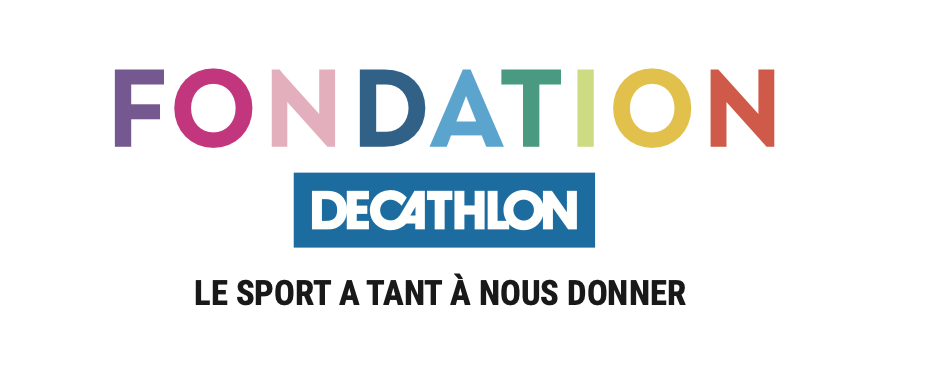 FONDATION
DECATHLON
LE SPORT A TANT À NOUS DONNER